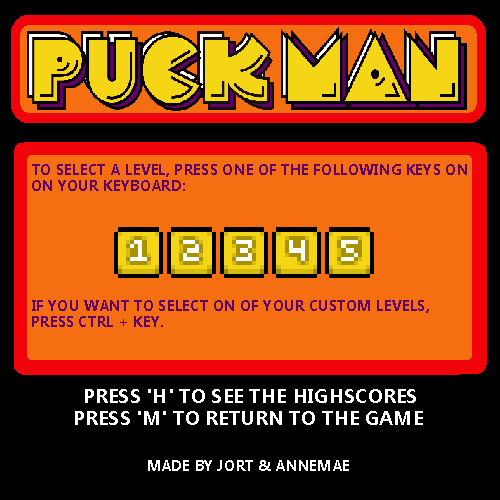 PUCK MAN
TO SELECT A LEVEL, PRESS ONE OF THE FOLLOWING KEYS ON
ON YOUR KEYBOARD:
1 2 3 4 5
IF YOU WANT TO SELECT ON OF YOUR CUSTOM LEVELS,
PRESS CTRL + KEY.
PRESS 'H' TO SEE THE HIGHSCORES
PRESS 'M' TO RETURN TO THE GAME
MADE BY JORT & ANNEMAE